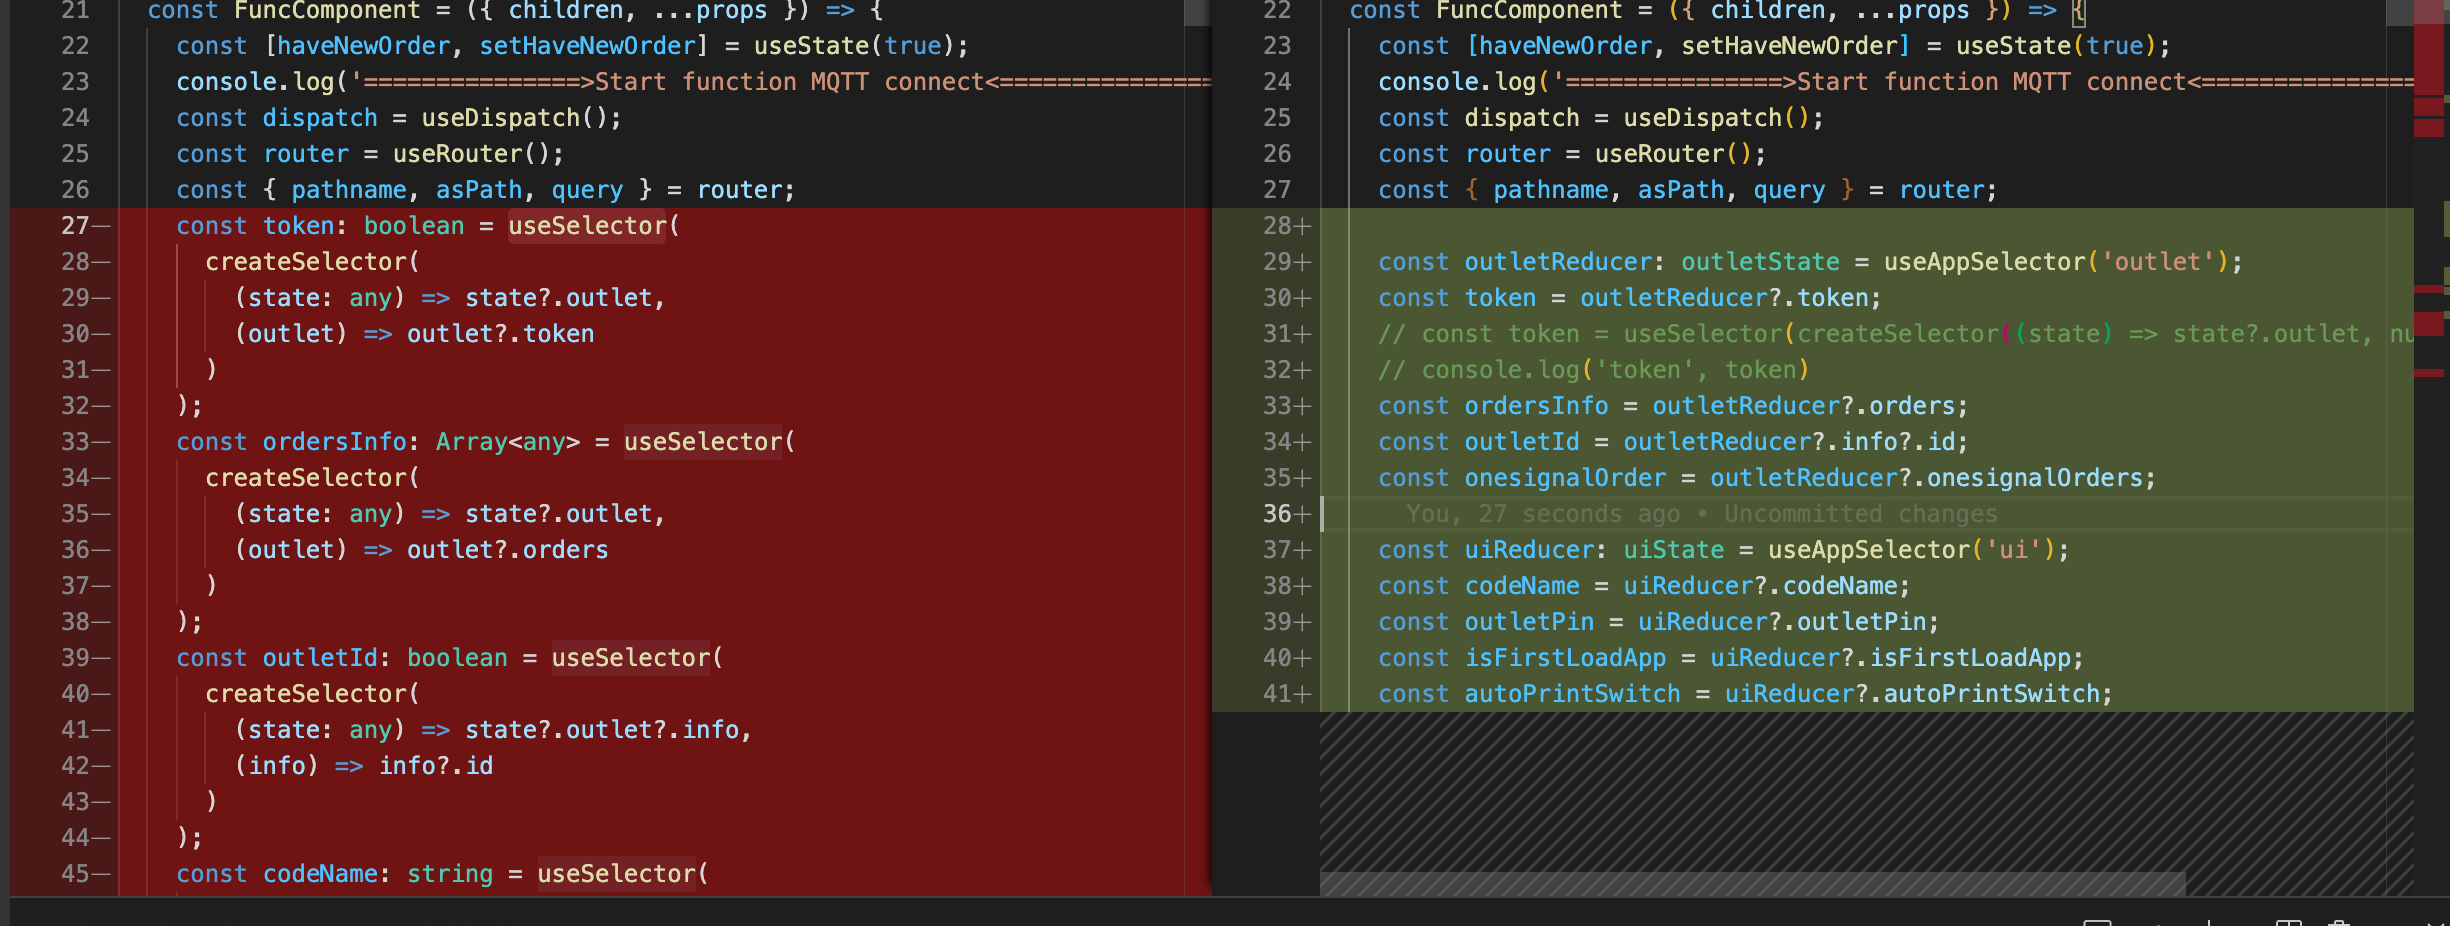 21 const FuncComponent = ({ children, ...props }) => {
22 const [haveNewOrder, setHaveNewOrder] = useState(true);
23 console.log('===============>Start function MQTT connect<===============
24 const dispatch = useDispatch();
25 const router = useRouter();
26 const { pathname, asPath, query } = router;
27— const token: boolean = useSelector(
28— createSelector(
29— (state: any) => state?.outlet,
30— (outlet) => outlet?.token
31— )
32— );
33— const ordersInfo: Array<any> = useSelector(
34— createSelector(
35— (state: any) => state?.outlet,
36— (outlet) => outlet?.orders
37— )
38— );
39— const outletId: boolean = useSelector(
40— createSelector(
41— (state: any) => state?.outlet?.info,
42— (info) => info?.id
43— )
44— );
45— const codeName: string = useSelector(
22 const FuncComponent = ({ children, ...props }) => {
23 const [haveNewOrder, setHaveNewOrder] = useState(true);
24 console.log('===============>Start function MQTT connect<===============
25 const dispatch = useDispatch();
26 const router = useRouter();
27 const { pathname, asPath, query } = router;
28+
29+ const outletReducer: outletState = useAppSelector('outlet');
30+ const token = outletReducer?.token;
31+ // const token = useSelector(createSelector((state) => state?.outlet, nu
32+ // console.log('token', token)
33+ const ordersInfo = outletReducer?.orders;
34+ const outletId = outletReducer?.info?.id;
35+ const onesignalOrder = outletReducer?.onesignalOrders;
36+ You, 27 seconds ago • Uncommitted changes
37+ const uiReducer: uiState = useAppSelector('ui');
38+ const codeName = uiReducer?.codeName;
39+ const outletPin = uiReducer?.outletPin;
40+ const isFirstLoadApp = uiReducer?.isFirstLoadApp;
41+ const autoPrintSwitch = uiReducer?.autoPrintSwitch;